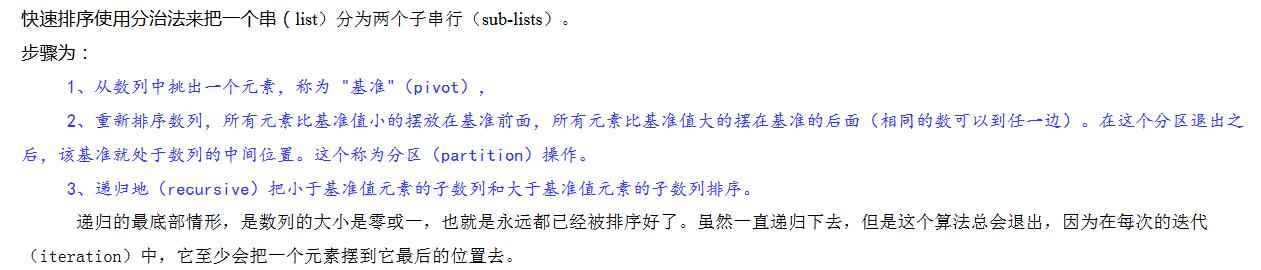 快速排序使用分治法来把一个串（list）分为两个子串行（sub-lists）。
步骤为：
1、从数列中挑出一个元素，称为 "基准"（pivot），
2、重新排序数列，所有元素比基准值小的摆放在基准前面，所有元素比基准值大的摆在基准的后面（相同的数可以到任一边）。在这个分区退出之
后，该基准就处于数列的中间位置。这个称为分区（partition）操作。
3、递归地（recursive）把小于基准值元素的子数列和大于基准值元素的子数列排序。
递归的最底部情形，是数列的大小是零或一，也就是永远都已经被排序好了。虽然一直递归下去，但是这个算法总会退出，因为在每次的迭代
（iteration）中，它至少会把一个元素摆到它最后的位置去。